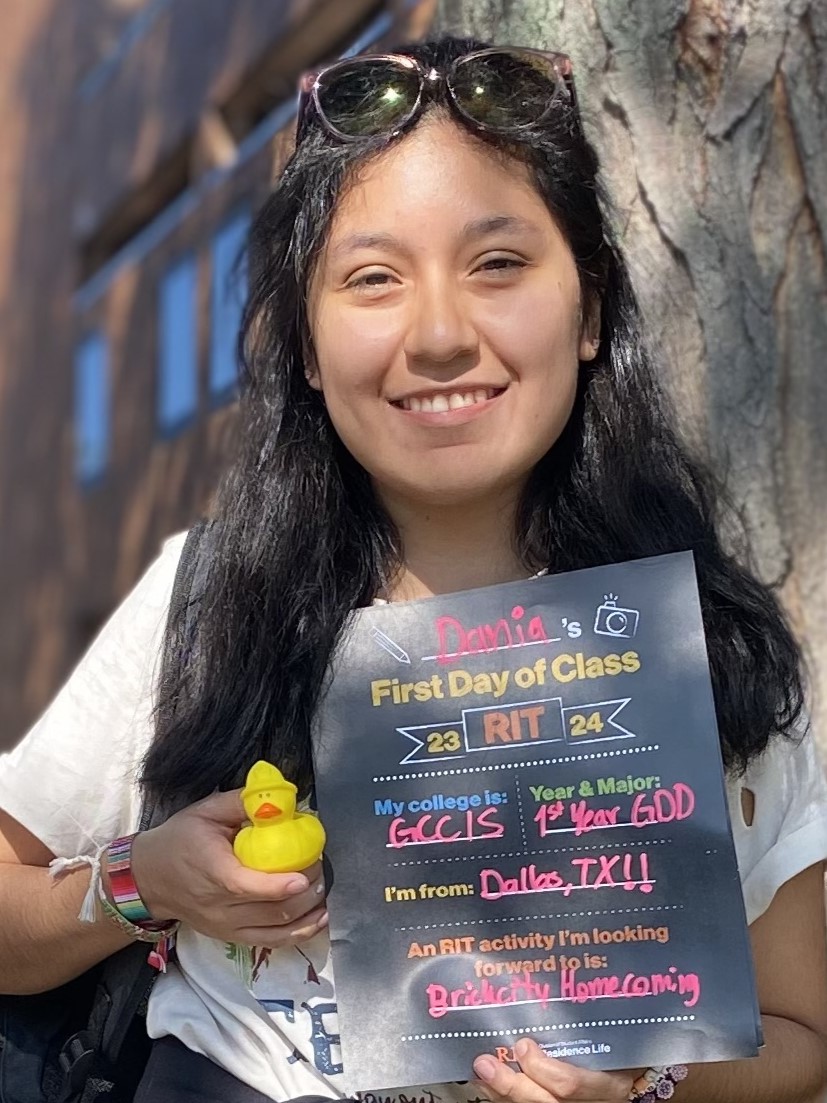 Dania's
First Day of Class
23 RIT 24
My college is:
GCCIS
Year & Major:
1st Year GDD
I'm from: Dallas, TX!!
An RIT activity I'm looking
forward to is:
Brickcity Homecoming
Residence Life